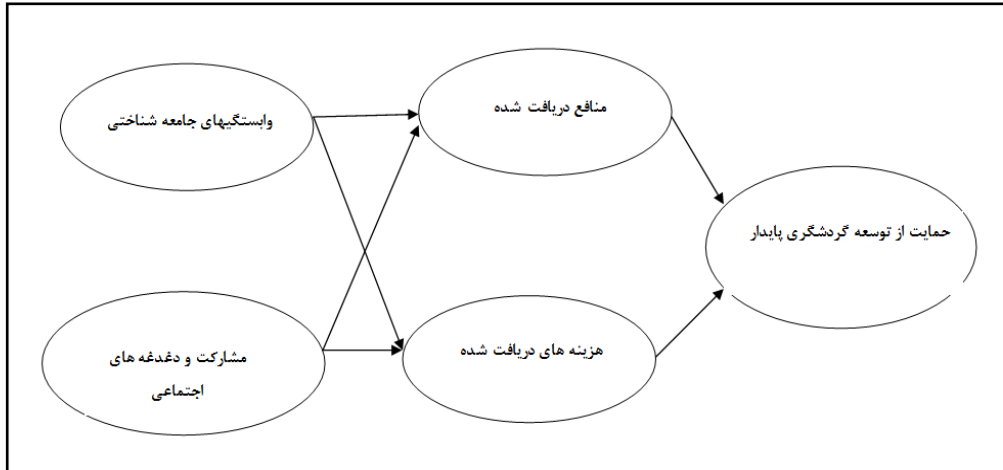 وابستگیهای جامعه شناختی
منافع دریافت شده
حمایت از توسعه گردشگری پایدار
مشارکت و دغدغه های
اجتماعی
هزینه های دریافت شده